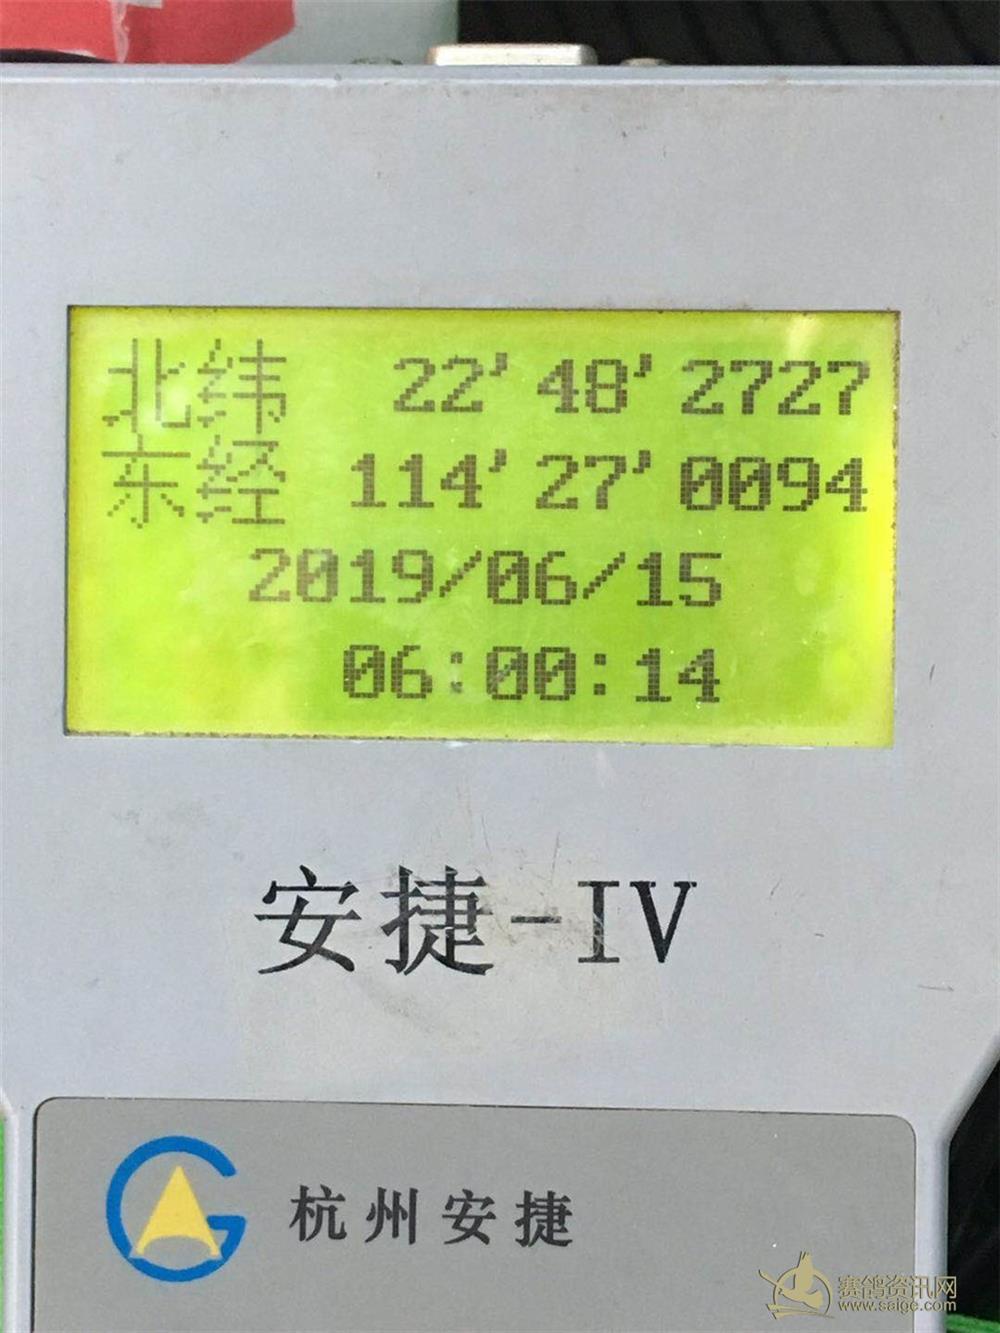 北纬 22'48'2727
东经 114'27'0094
2019/06/15
06:00:14
安捷-IV
杭州安捷
赛鸽资讯网
www.saige.com